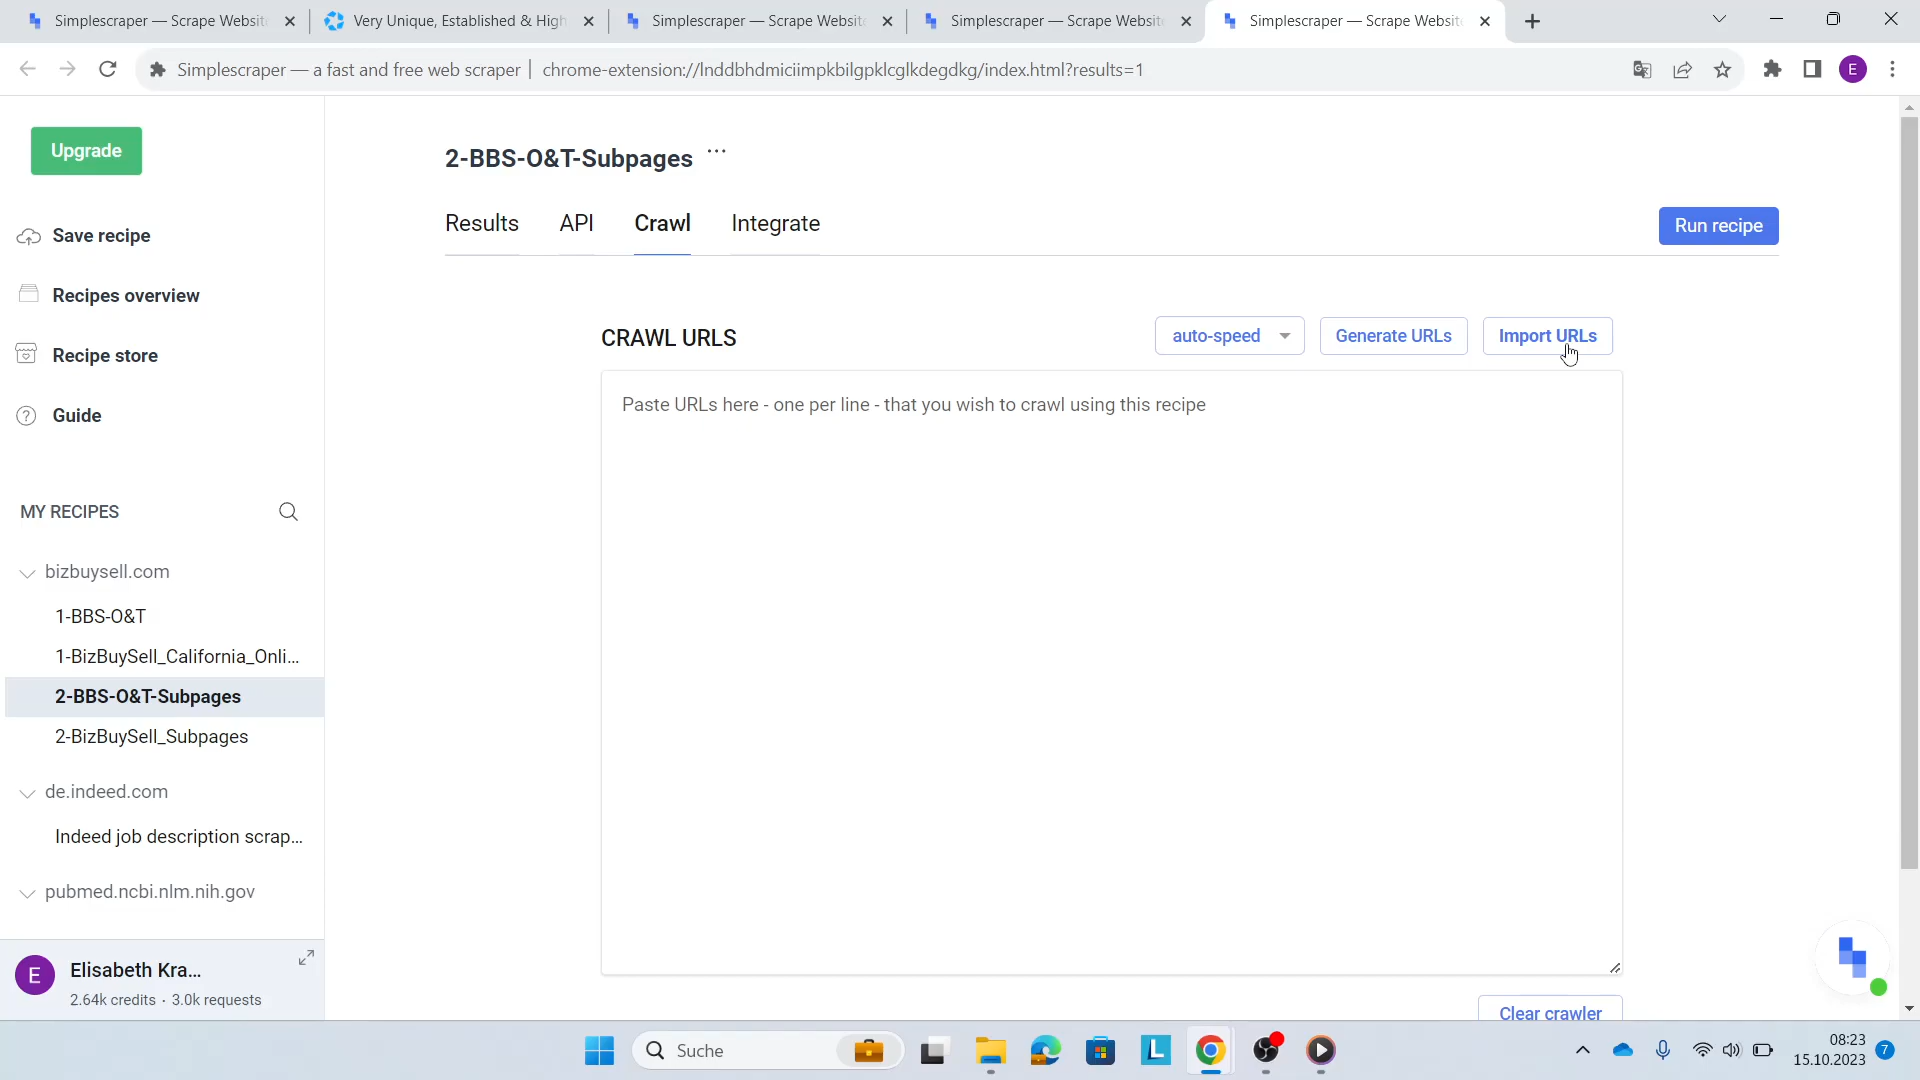 Simplescraper — Scrape Websit
Very Unique, Established & High
Simplescraper — Scrape Websit
Simplescraper — Scrape Websit
Simplescraper — Scrape Websit
Simplescraper — a fast and free web scraper
chrome-extension://lnddbhdmiciimpkbilgpklcglkdegdkg/index.html?results=1
E
Upgrade
Save recipe
Recipes overview
Recipe store
Guide
MY RECIPES
bizbuysell.com
1-BBS-O&T
1-BizBuySell_California_Onli...
2-BBS-O&T-Subpages
2-BizBuySell_Subpages
de.indeed.com
Indeed job description scrap...
pubmed.ncbi.nlm.nih.gov
E
Elisabeth Kra...
2.64k credits · 3.0k requests
2-BBS-O&T-Subpages ...
Results API Crawl Integrate
Run recipe
CRAWL URLS
auto-speed
Generate URLs
Import URLs
Paste URLs here - one per line - that you wish to crawl using this recipe
Clear crawler
Suche
L
08:23
15.10.2023
7